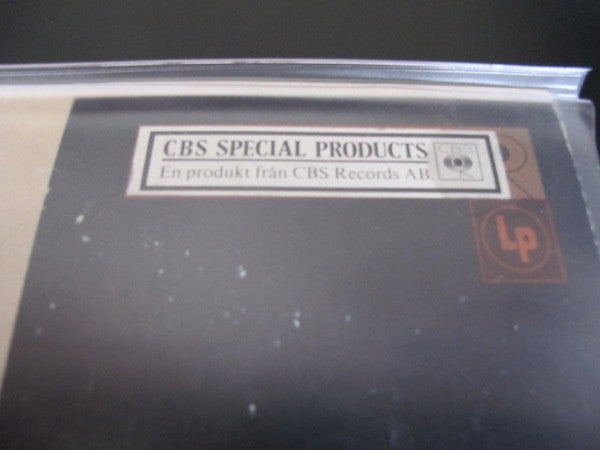 CBS SPECIAL PRODUCTS
En produkt från CBS Records AB
CBS
Lp